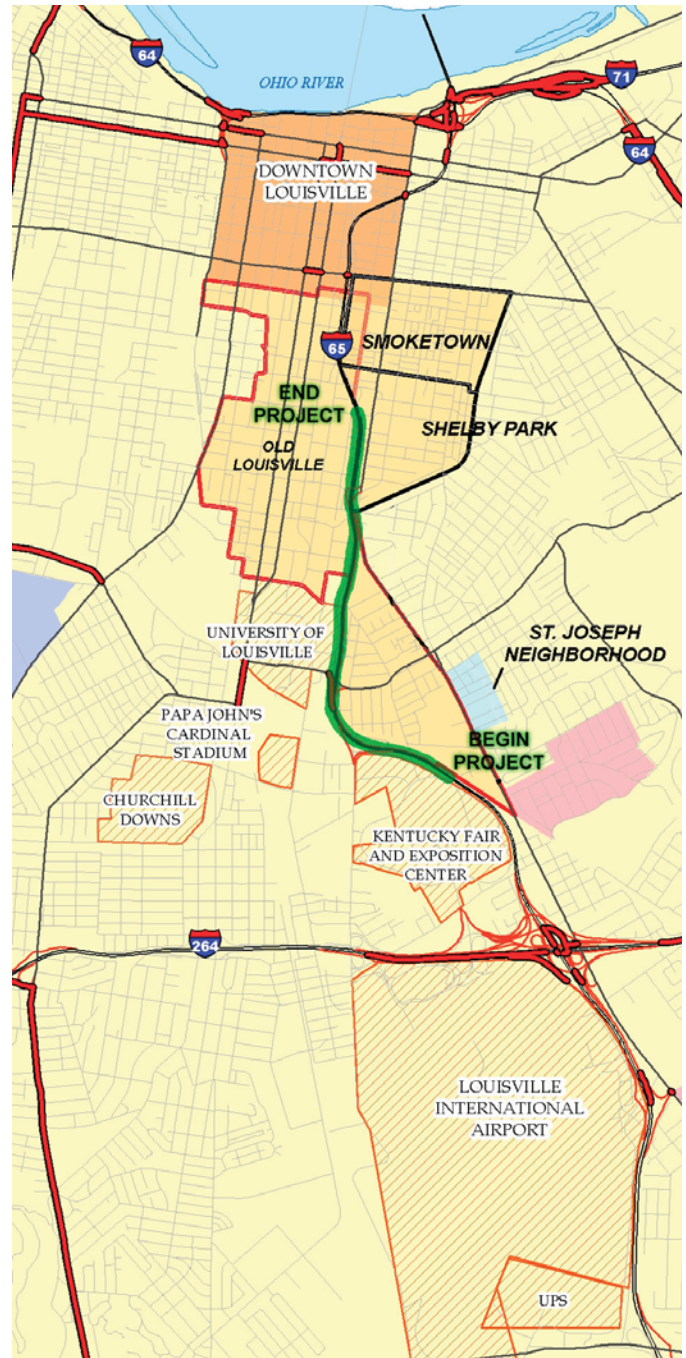 64
OHIO RIVER
71
64
DOWNTOWN
LOUISVILLE
65
SMOKETOWN
END
PROJECT
SHELBY PARK
OLD
LOUISVILLE
UNIVERSITY OF
LOUISVILLE
ST. JOSEPH
NEIGHBORHOOD
PAPA JOHN'S
CARDINAL
STADIUM
BEGIN
PROJECT
CHURCHILL
DOWNS
KENTUCKY FAIR
AND EXPOSITION
CENTER
264
LOUISVILLE
INTERNATIONAL
AIRPORT
UPS